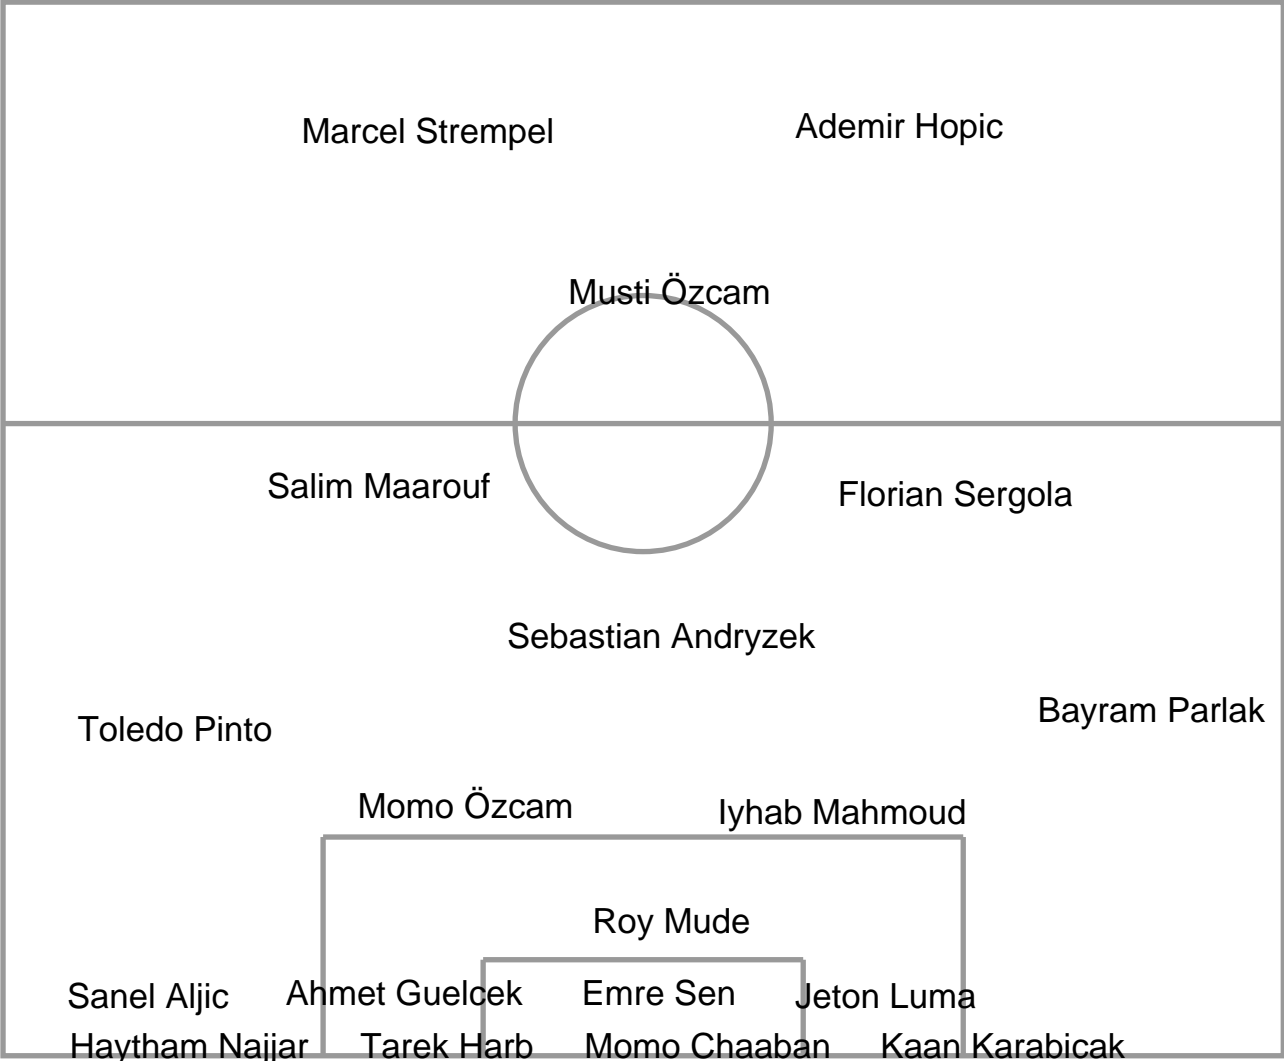 Marcel Strempel
Ademir Hopic
Musti Özcam
Salim Maarouf
Florian Sergola
Sebastian Andryzek
Toledo Pinto
Bayram Parlak
Momo Özcam
Iyhab Mahmoud
Roy Mude
Sanel Aljic
Ahmet Guelcek
Emre Sen
Jeton Luma
Haytham Najjar
Tarek Harb
Momo Chaaban
Kaan Karabicak